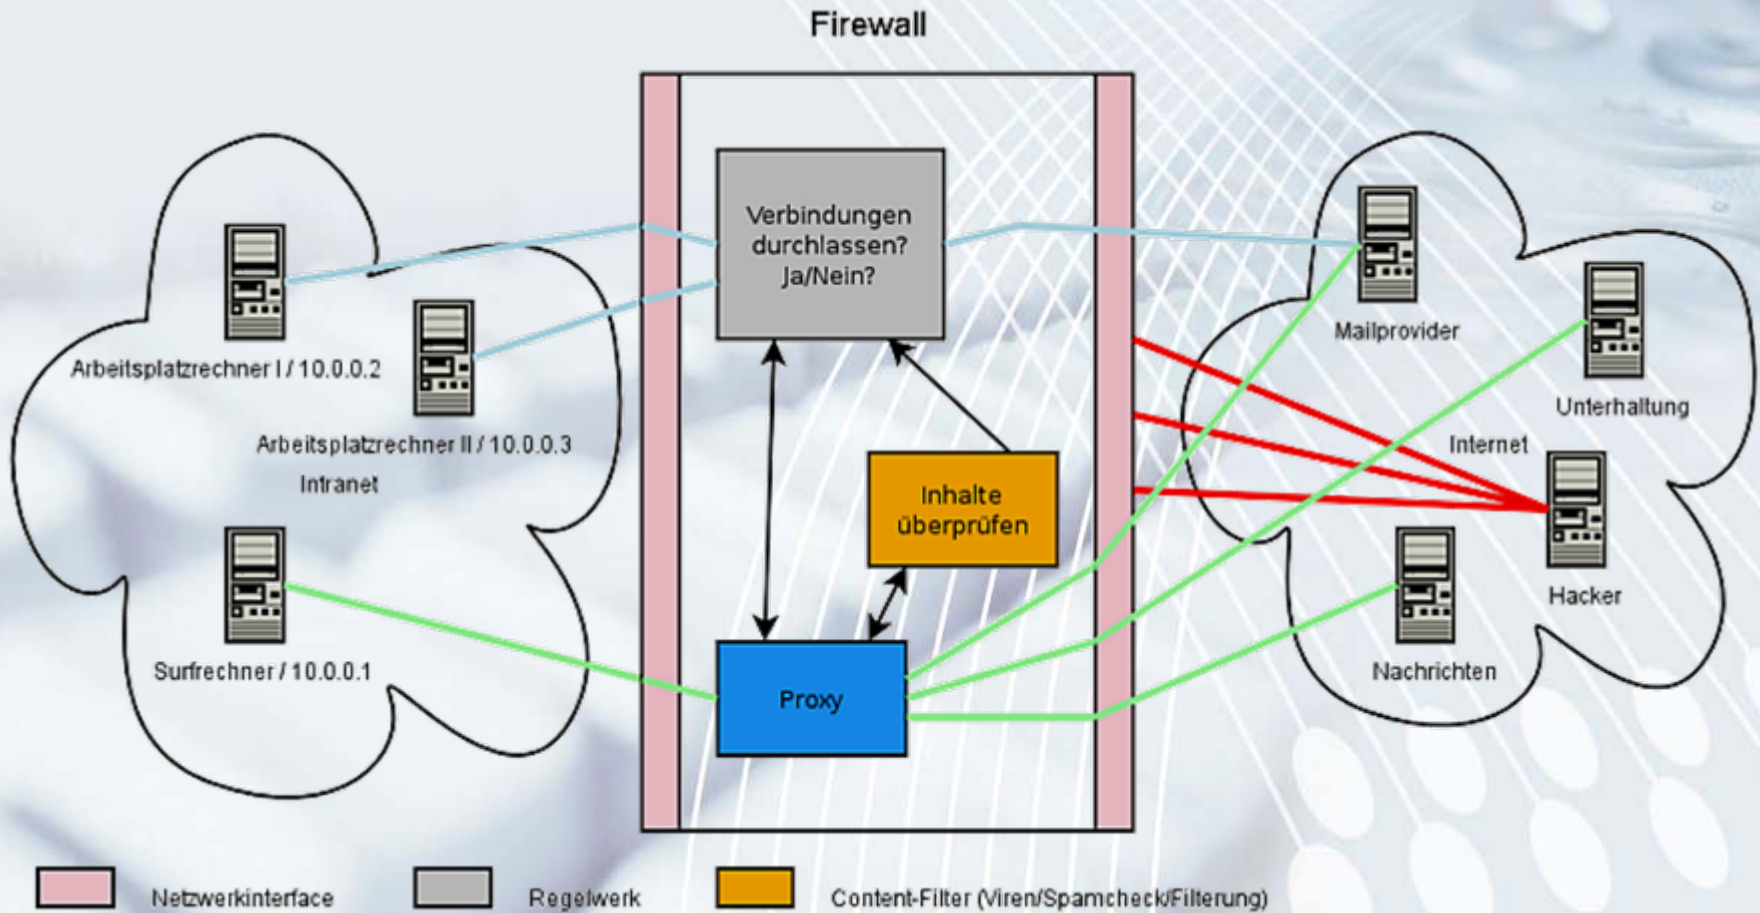 Firewall
Verbindungen
durchlassen?
Ja/Nein?
Arbeitsplatzrechner I / 10.0.0.2
Arbeitsplatzrechner II / 10.0.0.3
Intranet
Surfrechner / 10.0.0.1
Inhalte
überprüfen
Proxy
Mailprovider
Unterhaltung
Internet
Hacker
Nachrichten
Netzwerkinterface
Regelwerk
Content-Filter (Viren/Spamcheck/Filterung)